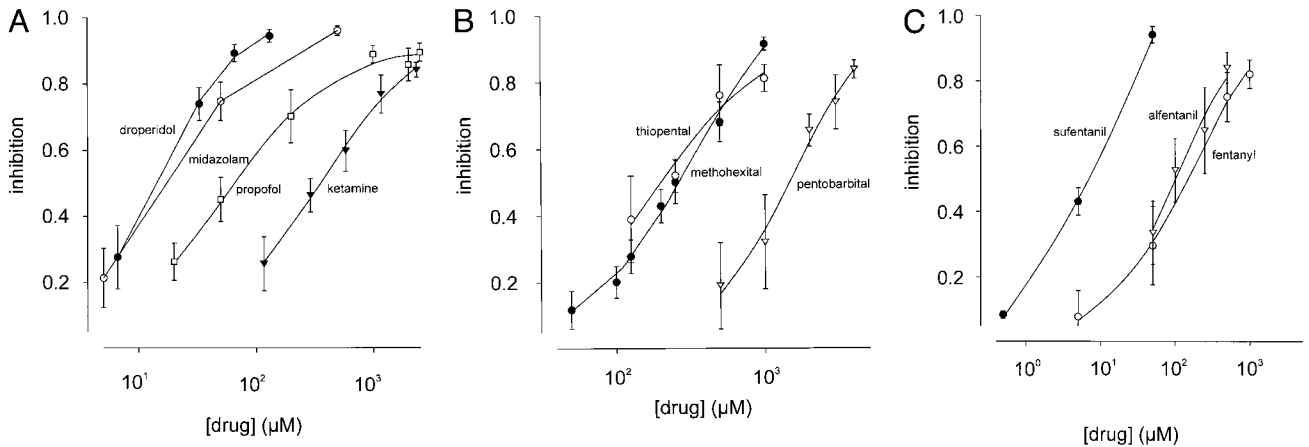 A
inhibition
1.0
0.8
0.6
0.4
0.2
droperidol
midazolam
propofol
ketamine
10¹
10²
10³
[drug] (µM)
B
inhibition
1.0
0.8
0.6
0.4
0.2
thiopental
methohexital
pentobarbital
10²
10³
[drug] (µM)
C
inhibition
1.0
0.8
0.6
0.4
0.2
sufentanil
alfentanil
fentanyl
10⁰
10¹
10²
10³
[drug] (µM)